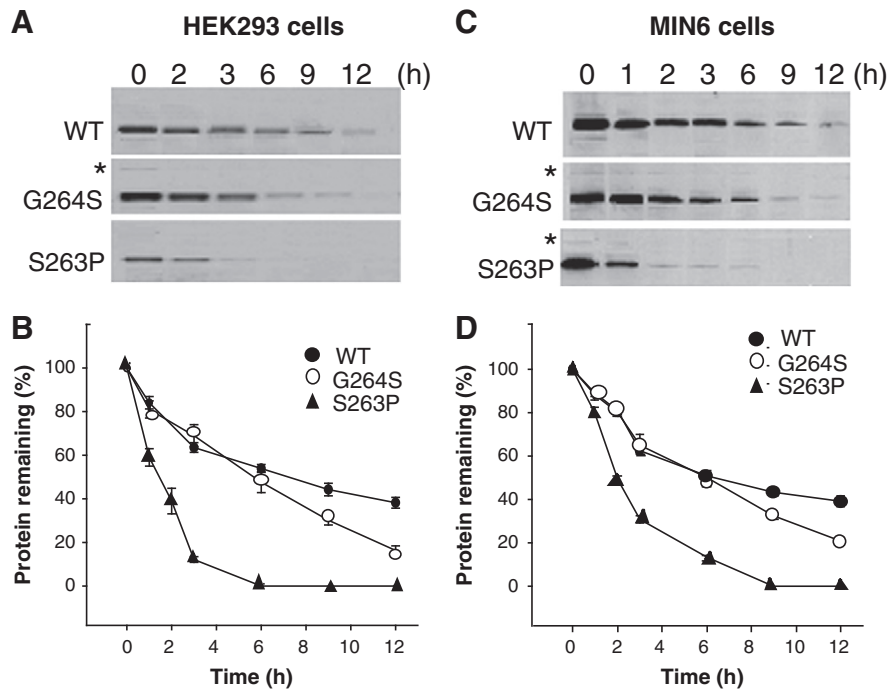 A HEK293 cells
0 2 3 6 9 12 (h)
WT
*
G264S
S263P
B
Protein remaining (%)
100
80
60
40
20
0
WT
G264S
S263P
0 2 4 6 8 10 12
Time (h)
C MIN6 cells
0 1 2 3 6 9 12 (h)
WT
*
G264S
*
S263P
D
Protein remaining (%)
100
80
60
40
20
0
WT
G264S
S263P
0 2 4 6 8 10 12
Time (h)